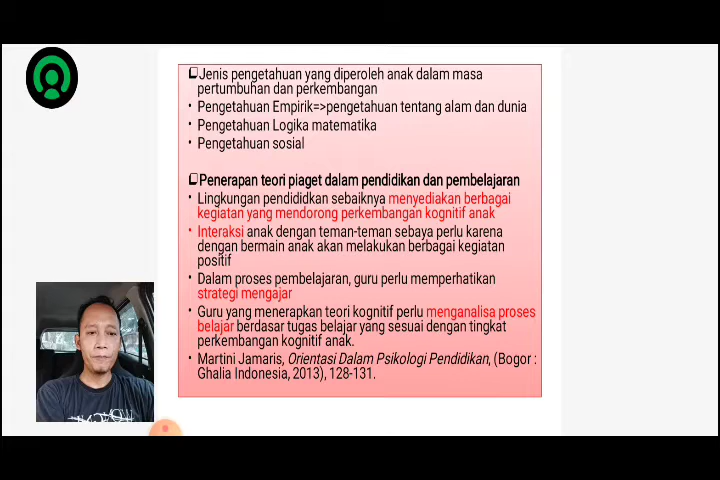 ❑Jenis pengetahuan yang diperoleh anak dalam masa
pertumbuhan dan perkembangan
• Pengetahuan Empirik=>pengetahuan tentang alam dan dunia
• Pengetahuan Logika matematika
• Pengetahuan sosial
❑Penerapan teori piaget dalam pendidikan dan pembelajaran
• Lingkungan pendididkan sebaiknya menyediakan berbagai
kegiatan yang mendorong perkembangan kognitif anak
• Interaksi anak dengan teman-teman sebaya perlu karena
dengan bermain anak akan melakukan berbagai kegiatan
positif
• Dalam proses pembelajaran, guru perlu memperhatikan
strategi mengajar
• Guru yang menerapkan teori kognitif perlu menganalisa proses
belajar berdasar tugas belajar yang sesuai dengan tingkat
perkembangan kognitif anak.
• Martini Jamaris, Orientasi Dalam Psikologi Pendidikan, (Bogor :
Ghalia Indonesia, 2013), 128-131.